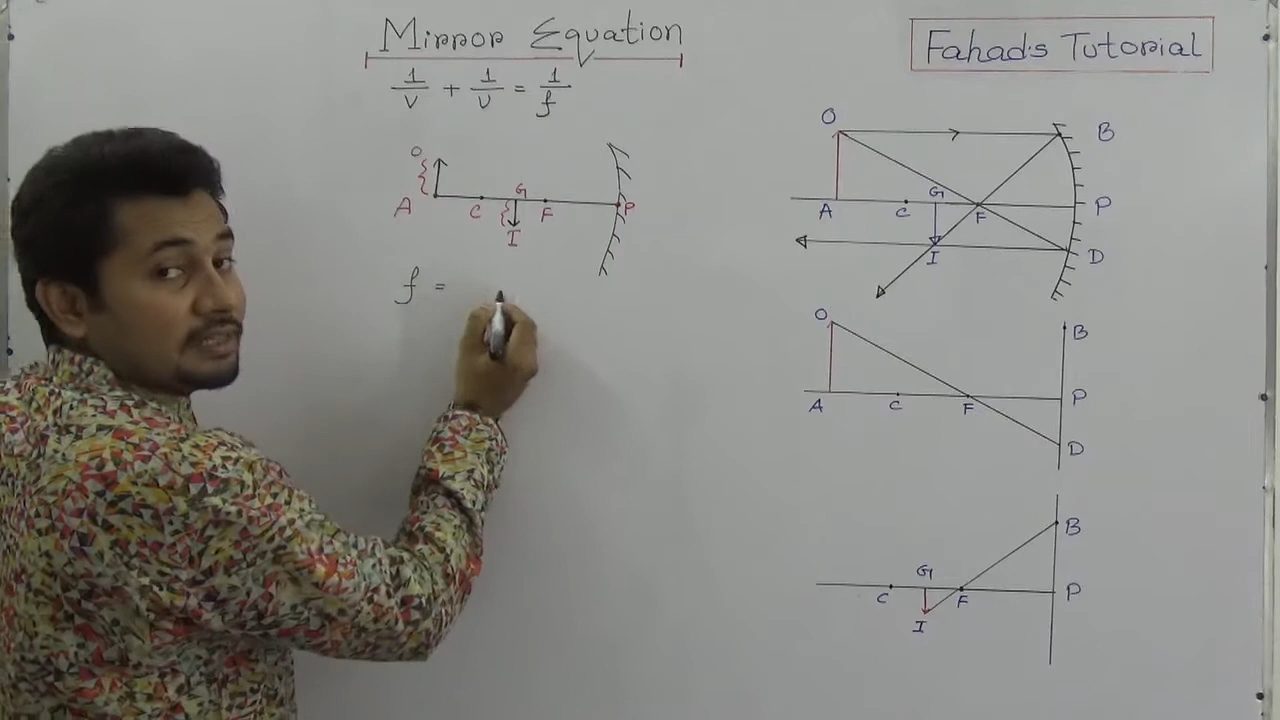 Mirror Equation
Fahad's Tutorial
1/v + 1/v = 1/f
O
A C G F P
I
f =
O B
A C G F P
I D
O B
A C F P
D
B
C G F P
I